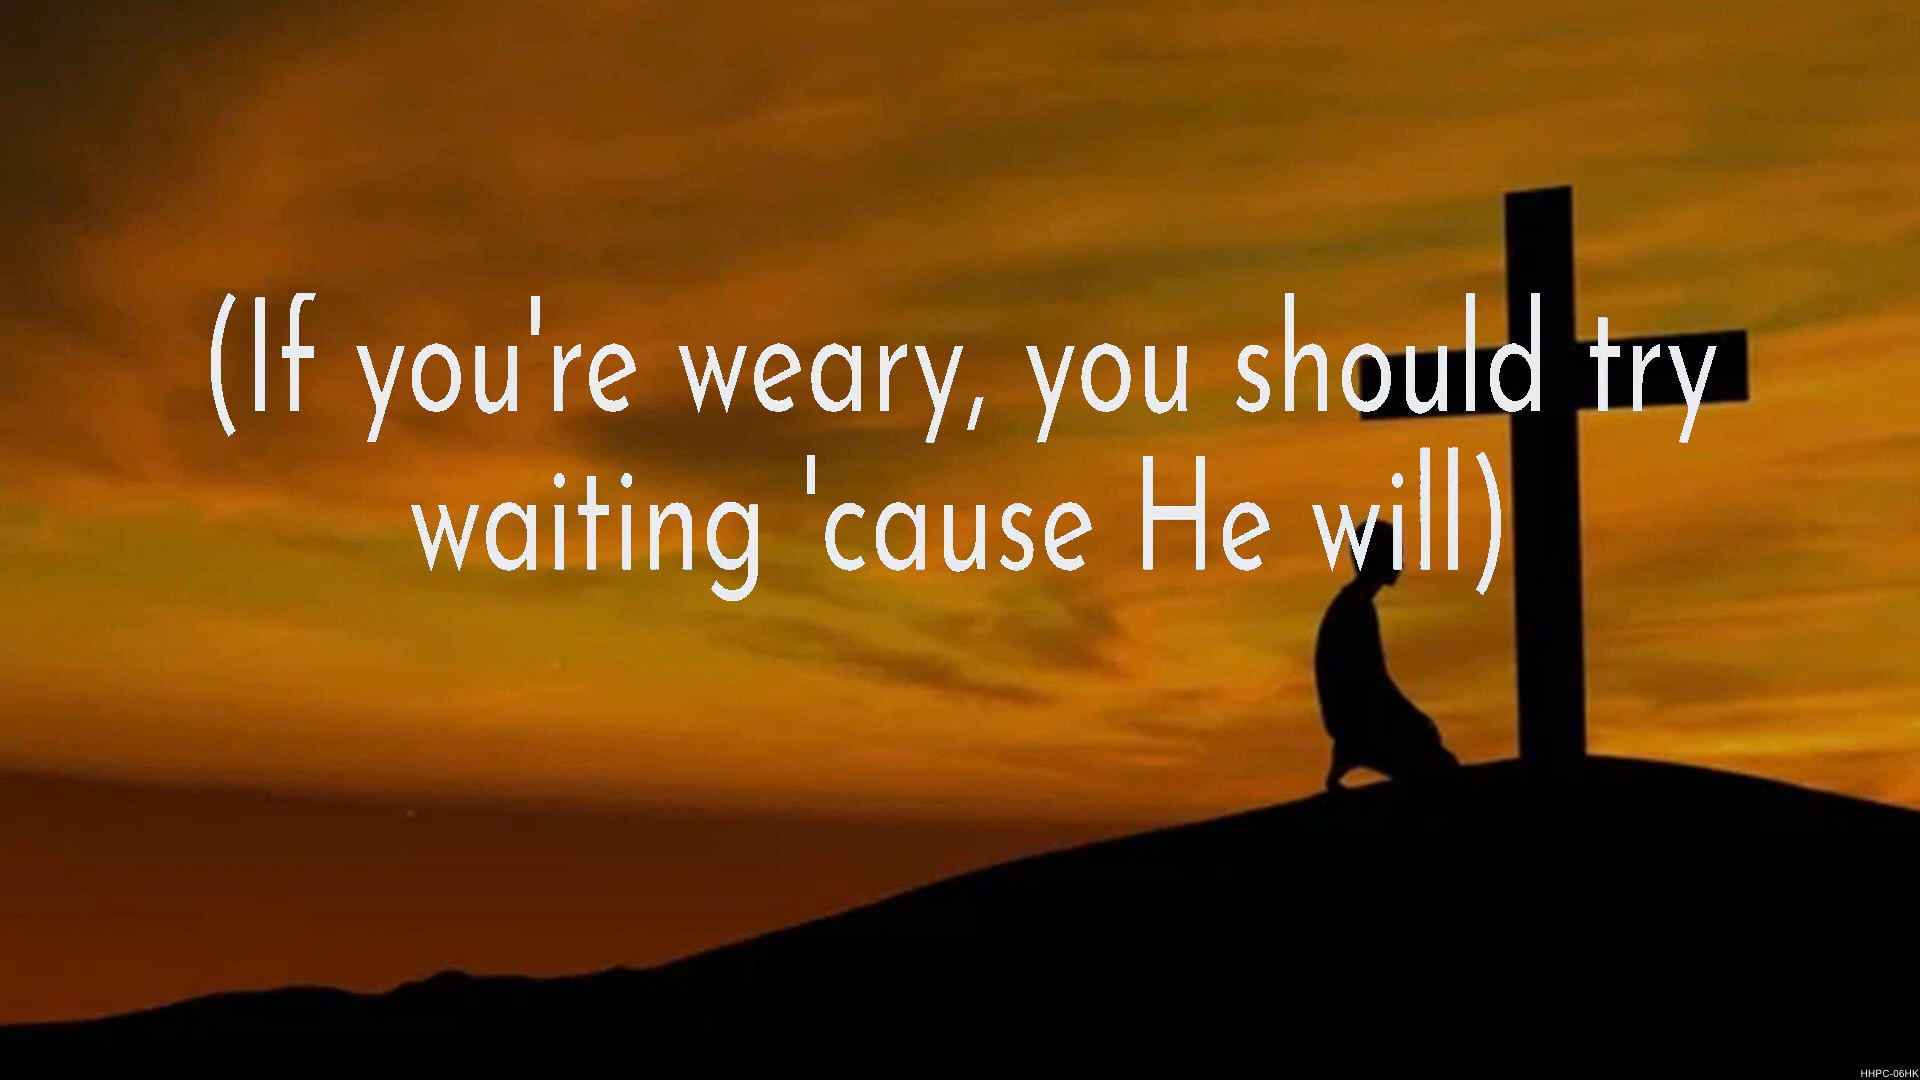 (If you're weary, you should try
waiting 'cause He will)
HHPC-06HK